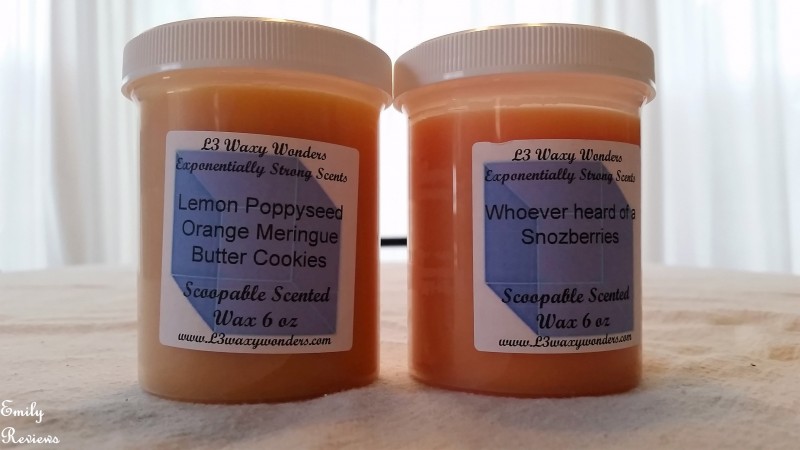 L3 Waxy Wonders
Exponentially Strong Scents
Lemon Poppyseed
Orange Meringue
Butter Cookies
Scoopable Scented
Wax 6 oz
www.L3waxywonders.com
L3 Waxy Wonders
Exponentially Strong Scents
Whoever heard of a
Snozberries
Scoopable Scented
Wax 6 oz
www.L3waxywonders.com
Emily
Reviews